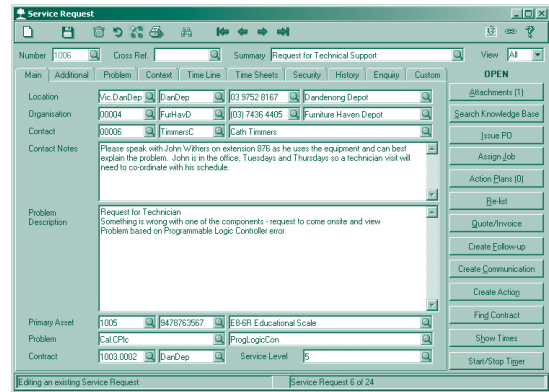 Service Request
Number 1006 Cross Ref. Summary Request for Technical Support View All
Main Additional Problem Context Time Line Time Sheets Security History Enquiry Custom OPEN
Location Vic.DanDep DanDep 03 9752 8167 Dandenong Depot
Organisation 00004 FurHavD (03) 7436 4405 Furniture Haven Depot
Contact 00006 TimmersC Cath Timmers
Contact Notes Please speak with John Withers on extension 876 as he uses the equipment and can best
explain the problem. John is in the office, Tuesdays and Thursdays so a technician visit will
need to co-ordinate with his schedule.
Problem
Description
Request for Technician
Something is wrong with one of the components - request to come onsite and view
Problem based on Programmable Logic Controller error
Primary Asset 1005 9478763567 E8-6R Educational Scale
Problem Cal.CPlc ProgLogicCon
Contract 1003.0002 DanDep Service Level 5
Attachments (1)
Search Knowledge Base
Issue PO
Assign Job
Action Plans (0)
Re-list
Quote/Invoice
Create Follow-up
Create Communication
Create Action
Find Contract
Show Times
Start/Stop Timer
Editing an existing Service Request Service Request 6 of 24